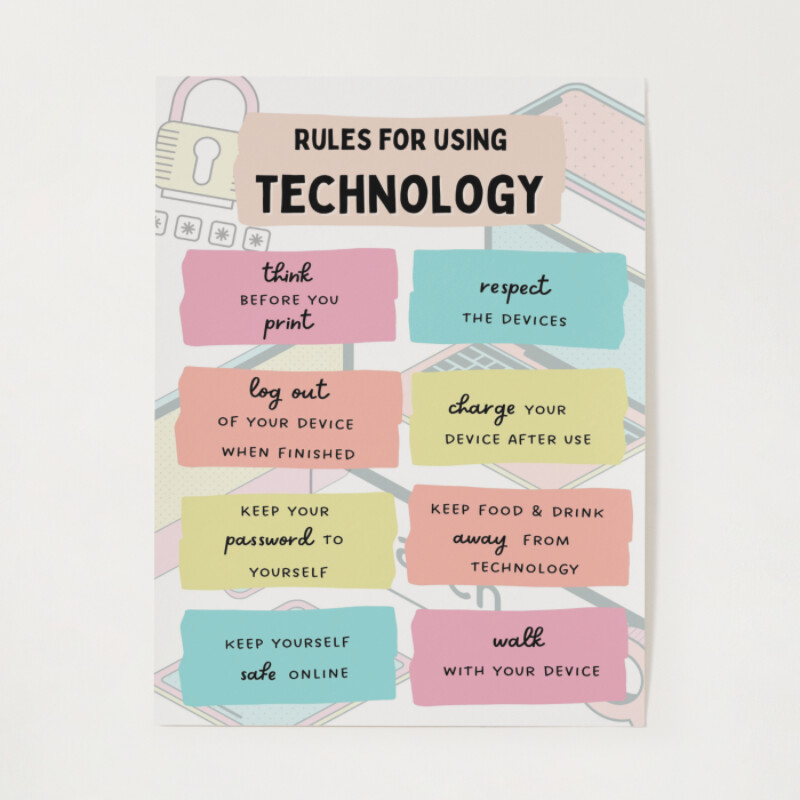 RULES FOR USING
TECHNOLOGY
think
BEFORE YOU
print
respect
THE DEVICES
log out
OF YOUR DEVICE
WHEN FINISHED
charge YOUR
DEVICE AFTER USE
KEEP YOUR
password TO
YOURSELF
KEEP FOOD & DRINK
away FROM
TECHNOLOGY
KEEP YOURSELF
safe ONLINE
walk
WITH YOUR DEVICE